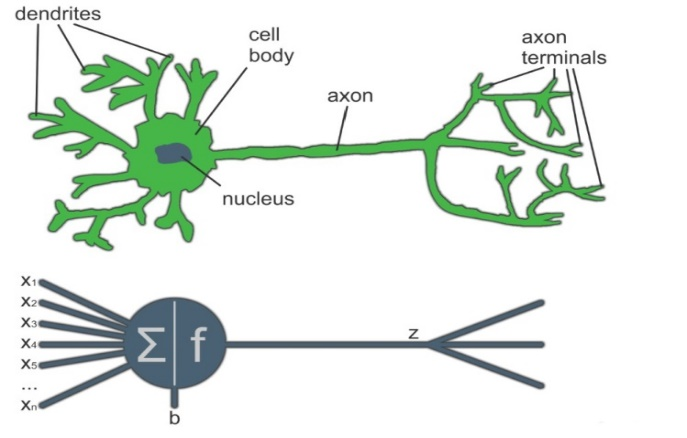 dendrites
cell
body
axon
axon
terminals
nucleus
x₁
x₂
x₃
x₄
x₅
...
xₙ
Σ
f
z
b